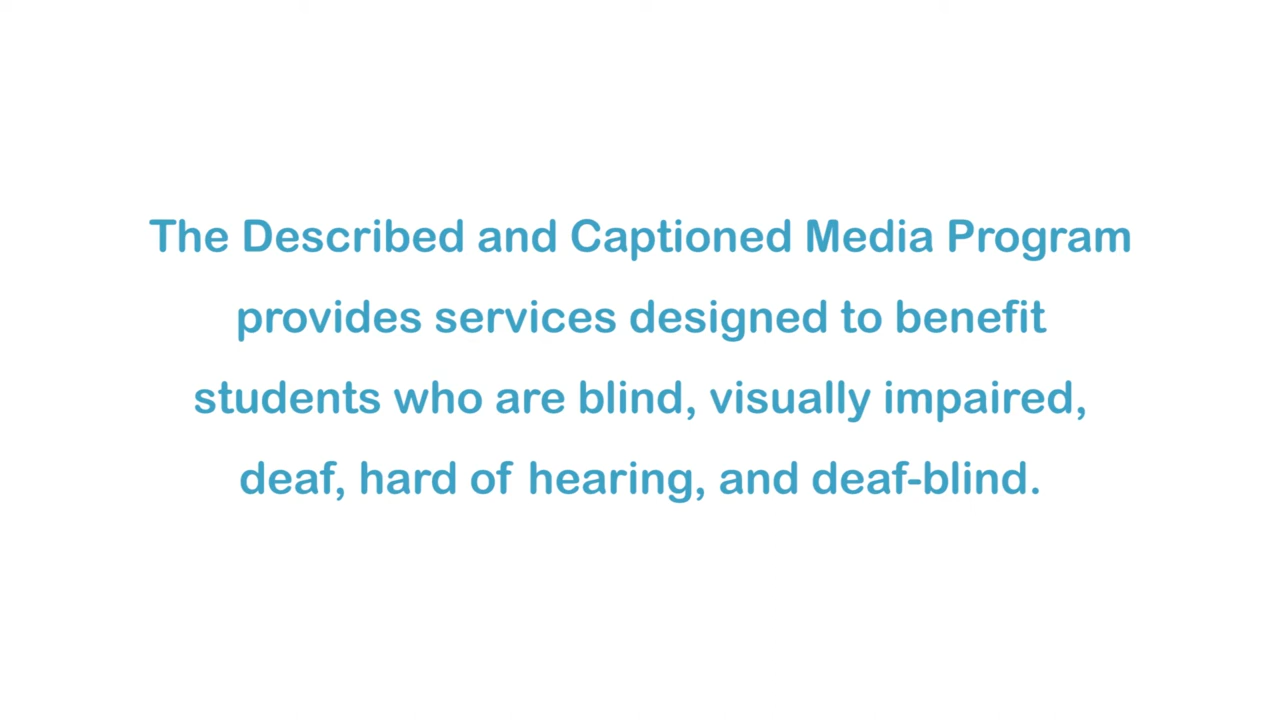 The Described and Captioned Media Program
provides services designed to benefit
students who are blind, visually impaired,
deaf, hard of hearing, and deaf-blind.